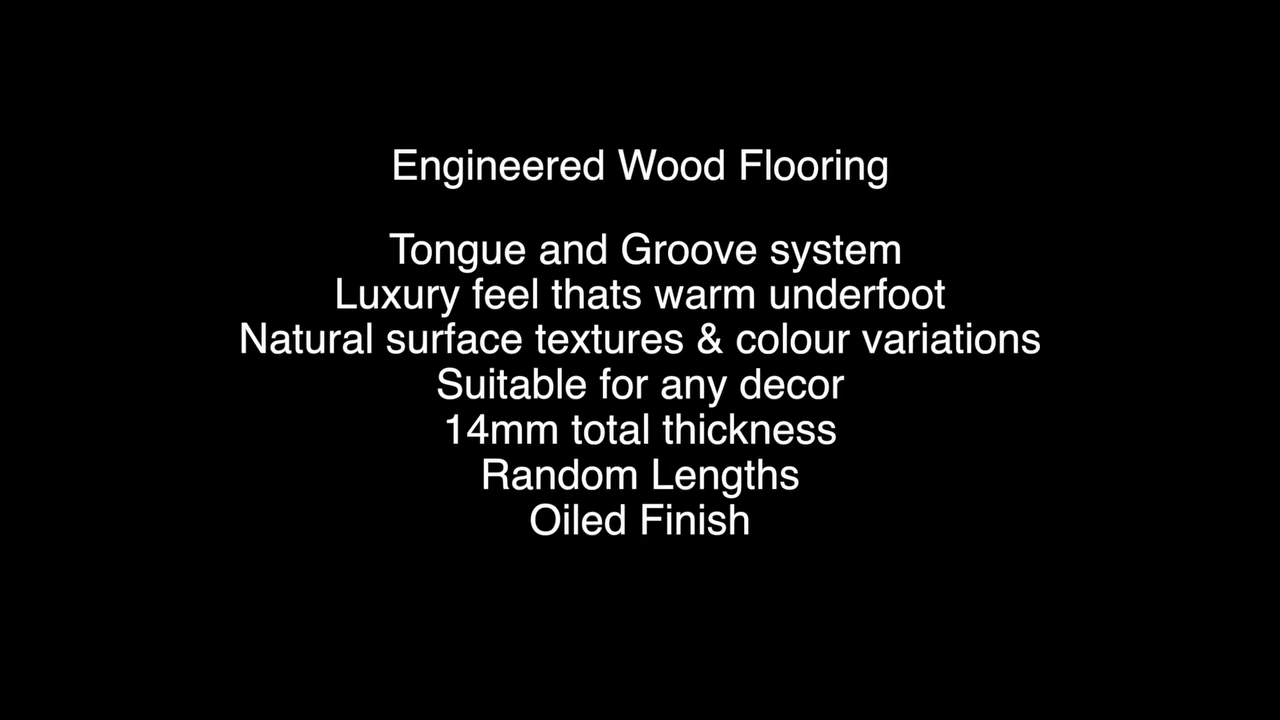 Engineered Wood Flooring
Tongue and Groove system
Luxury feel thats warm underfoot
Natural surface textures & colour variations
Suitable for any decor
14mm total thickness
Random Lengths
Oiled Finish